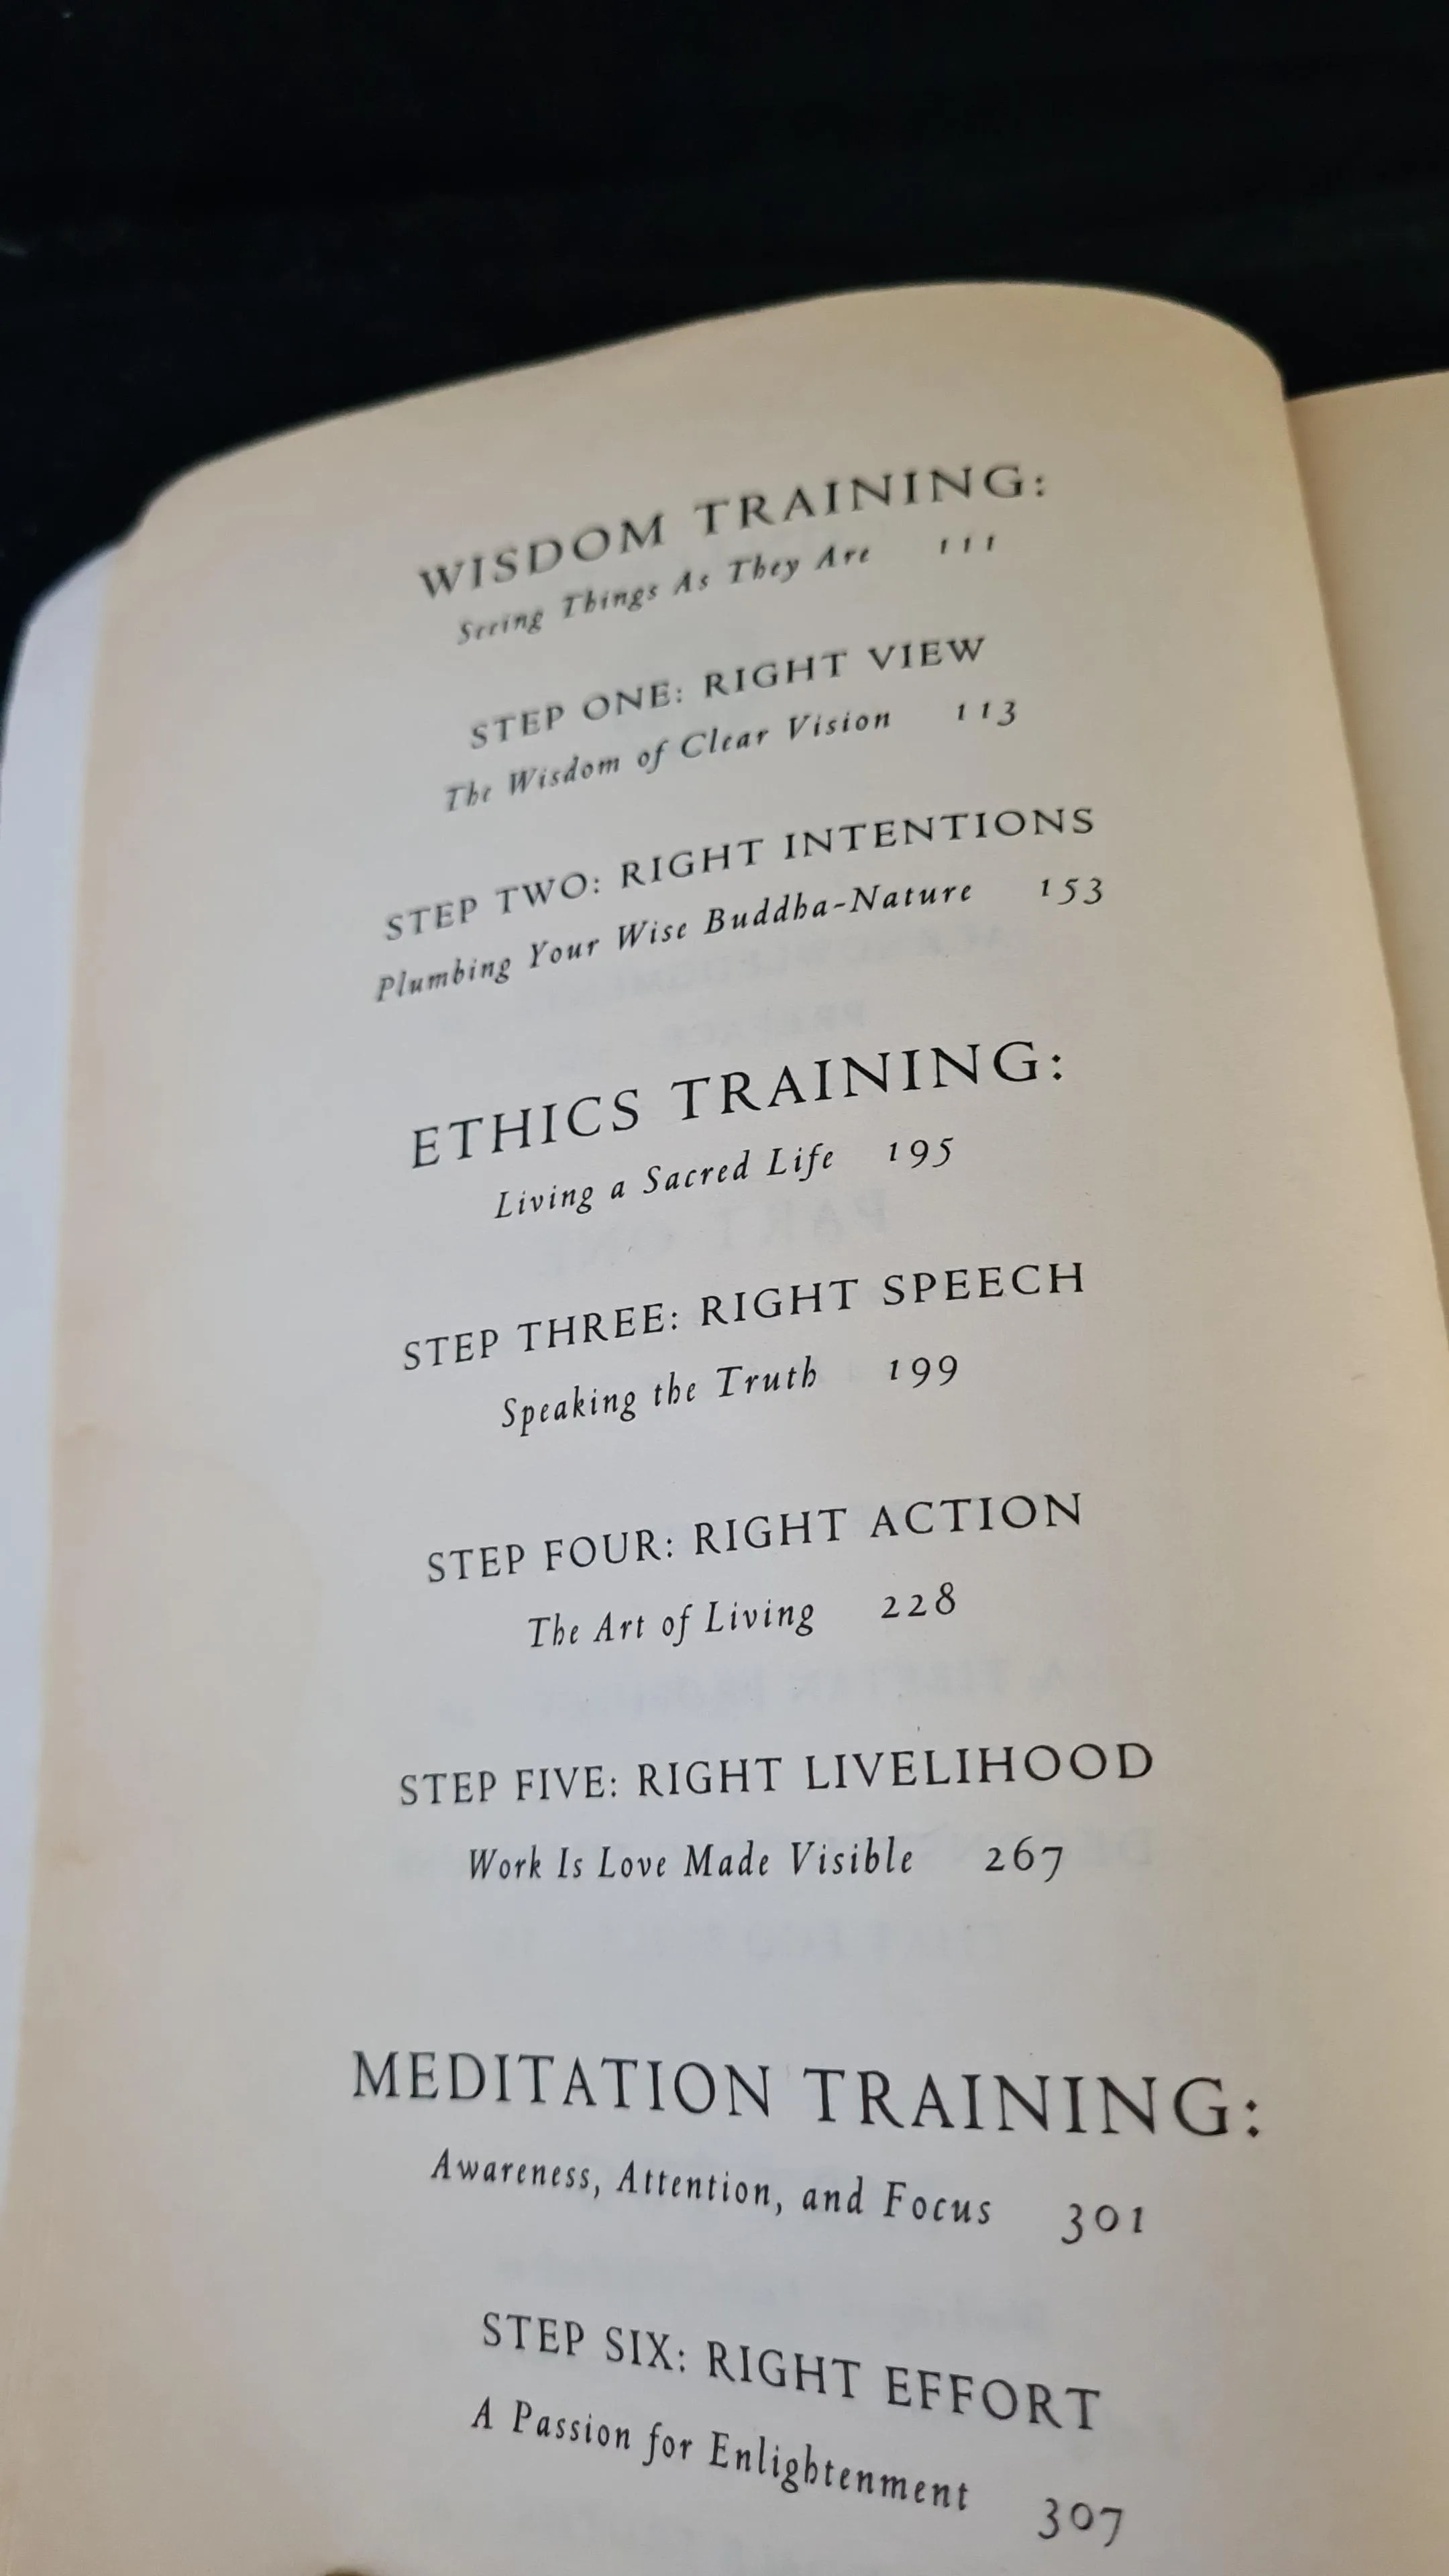 WISDOM TRAINING:
Seeing Things As They Are 111
STEP ONE: RIGHT VIEW
The Wisdom of Clear Vision 113
STEP TWO: RIGHT INTENTIONS
Plumbing Your Wise Buddha-Nature 153
ETHICS TRAINING:
Living a Sacred Life 195
STEP THREE: RIGHT SPEECH
Speaking the Truth 199
STEP FOUR: RIGHT ACTION
The Art of Living 228
STEP FIVE: RIGHT LIVELIHOOD
Work Is Love Made Visible 267
MEDITATION TRAINING:
Awareness, Attention, and Focus 301
STEP SIX: RIGHT EFFORT
A Passion for Enlightenment 307